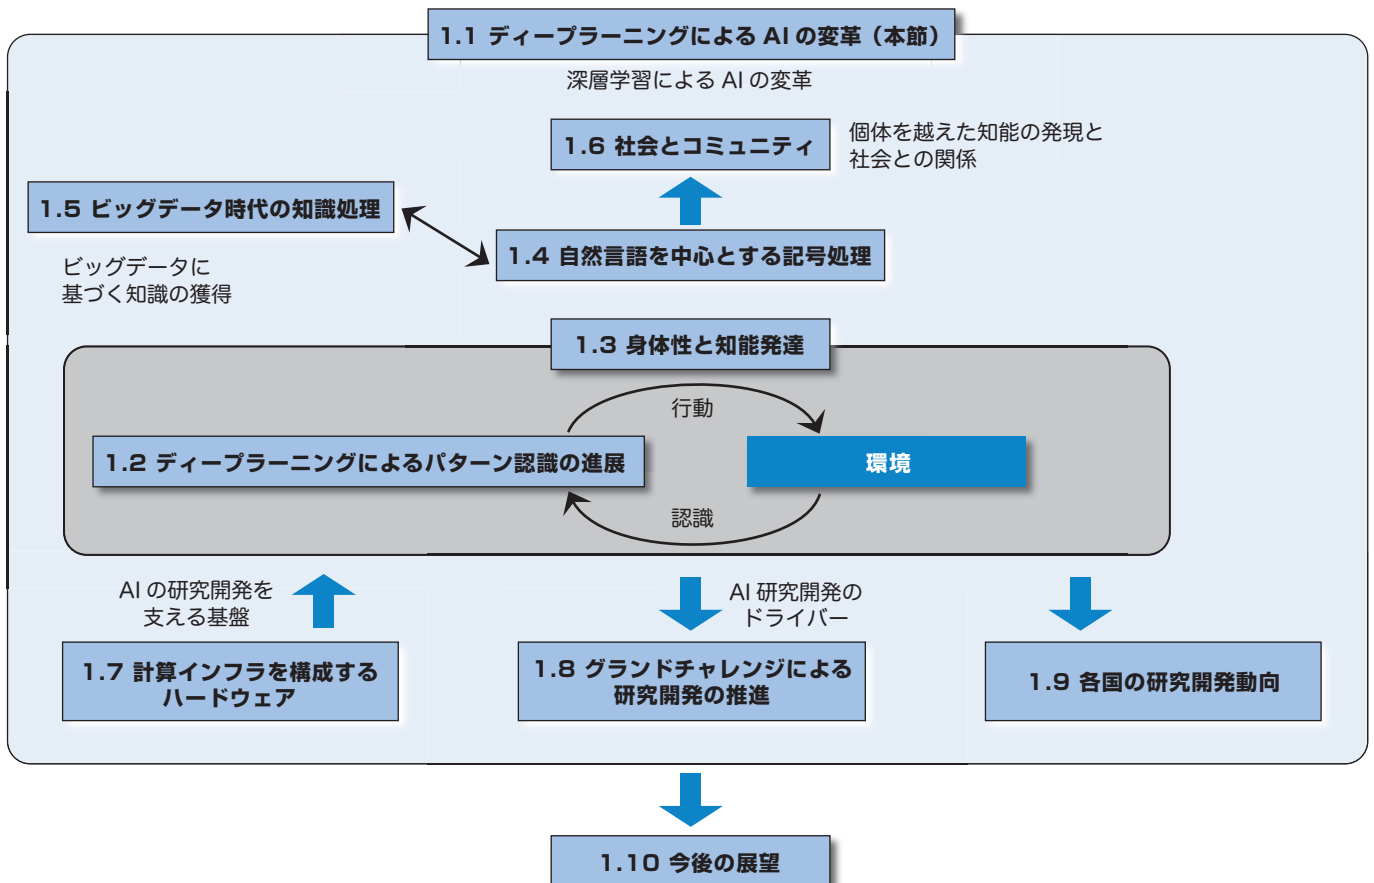 1.1 ディープラーニングによる AI の変革（本節）
深層学習による AI の変革
1.6 社会とコミュニティ
個体を越えた知能の発現と
社会との関係
1.5 ビッグデータ時代の知識処理
1.4 自然言語を中心とする記号処理
ビッグデータに
基づく知識の獲得
1.3 身体性と知能発達
行動
1.2 ディープラーニングによるパターン認識の進展
環境
認識
AI の研究開発を
支える基盤
AI 研究開発の
ドライバー
1.7 計算インフラを構成する
ハードウェア
1.8 グランドチャレンジによる
研究開発の推進
1.9 各国の研究開発動向
1.10 今後の展望